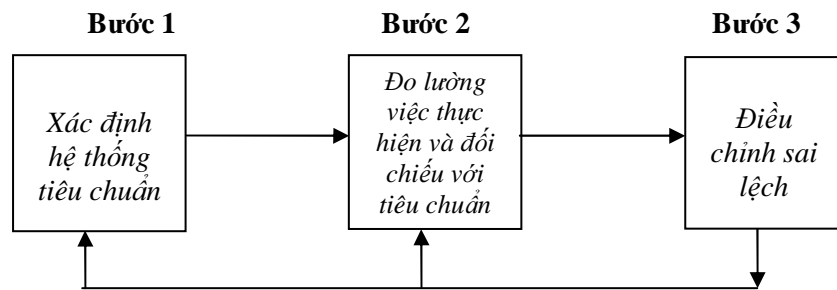 Bước 1
Bước 2
Bước 3
Xác định
hệ thống
tiêu chuẩn
Đo lường
việc thực
hiện và đối
chiếu với
tiêu chuẩn
Điều
chỉnh sai
lệch